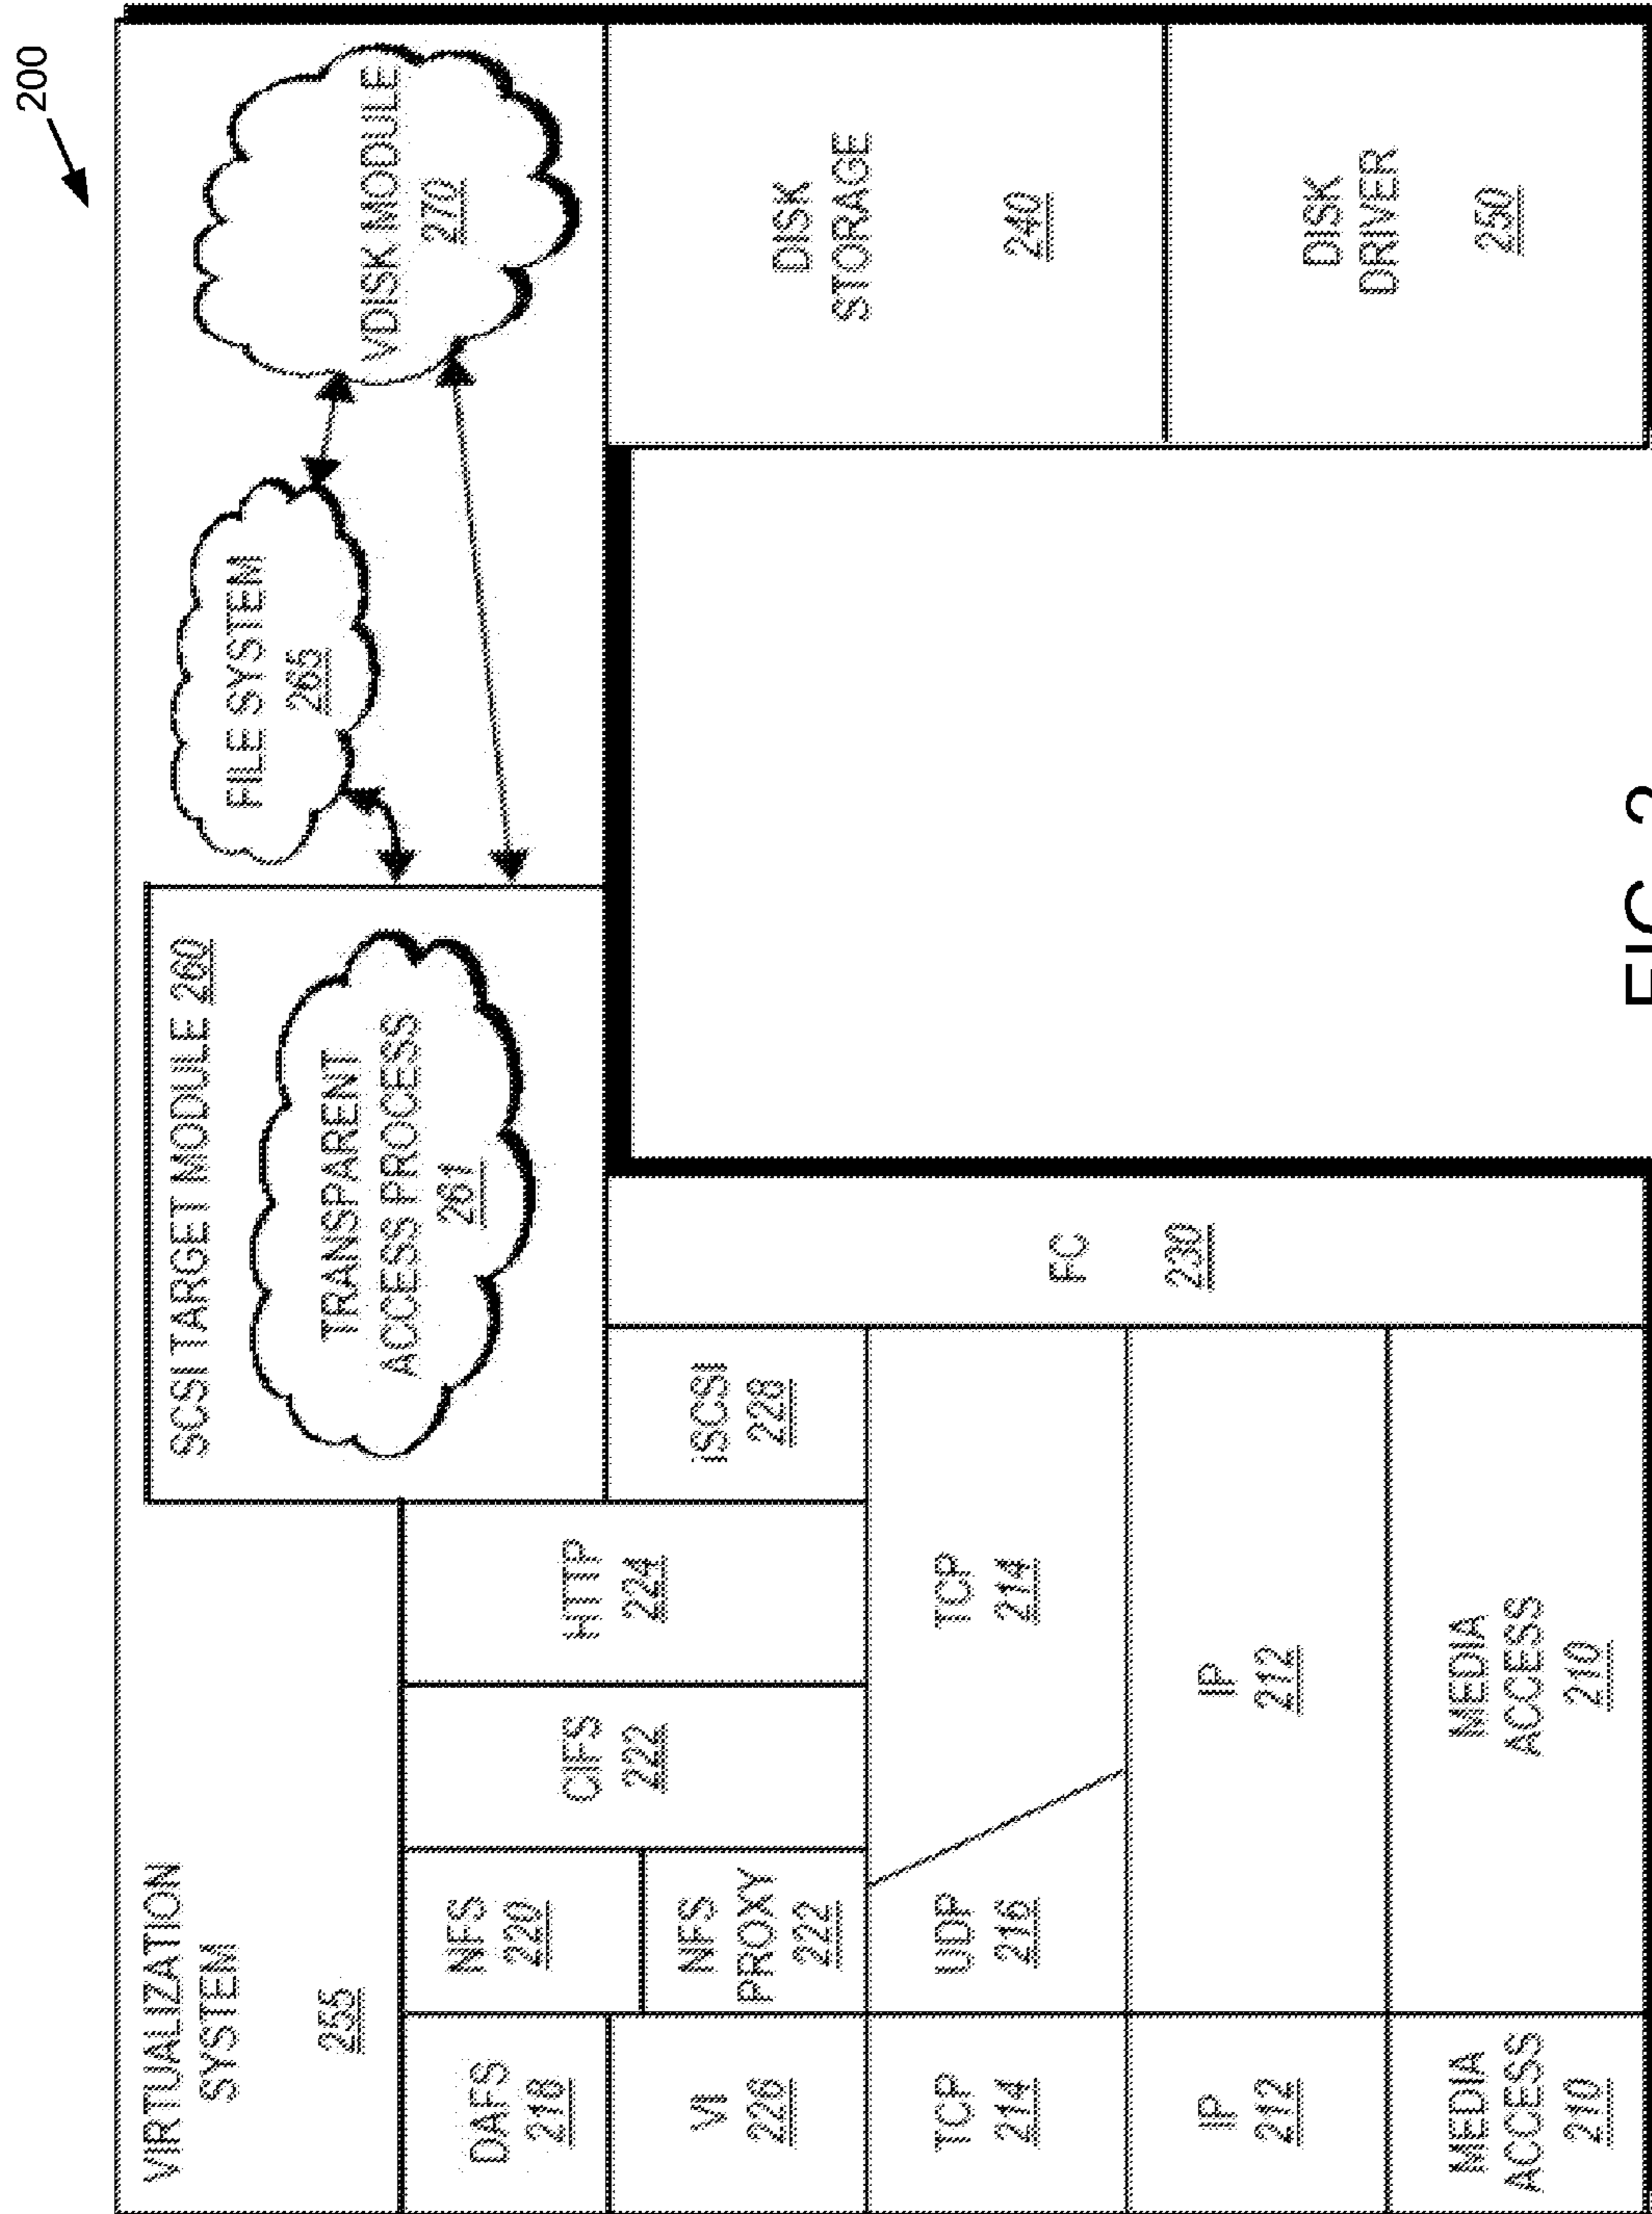 200
VIRTUALIZATION
SYSTEM
255
SCSI TARGET MODULE 260
TRANSPARENT
ACCESS PROCESS
261
FILE SYSTEM
265
VDISK MODULE
270
DAFS
218
NFS
220
CIFS
222
HTTP
224
VI
226
NFS
PROXY
222
iSCSI
228
FC
230
DISK
STORAGE
240
TCP
214
UDP
216
TCP
214
IP
212
IP
212
DISK
DRIVER
250
MEDIA
ACCESS
210
MEDIA
ACCESS
210
FIG. 2